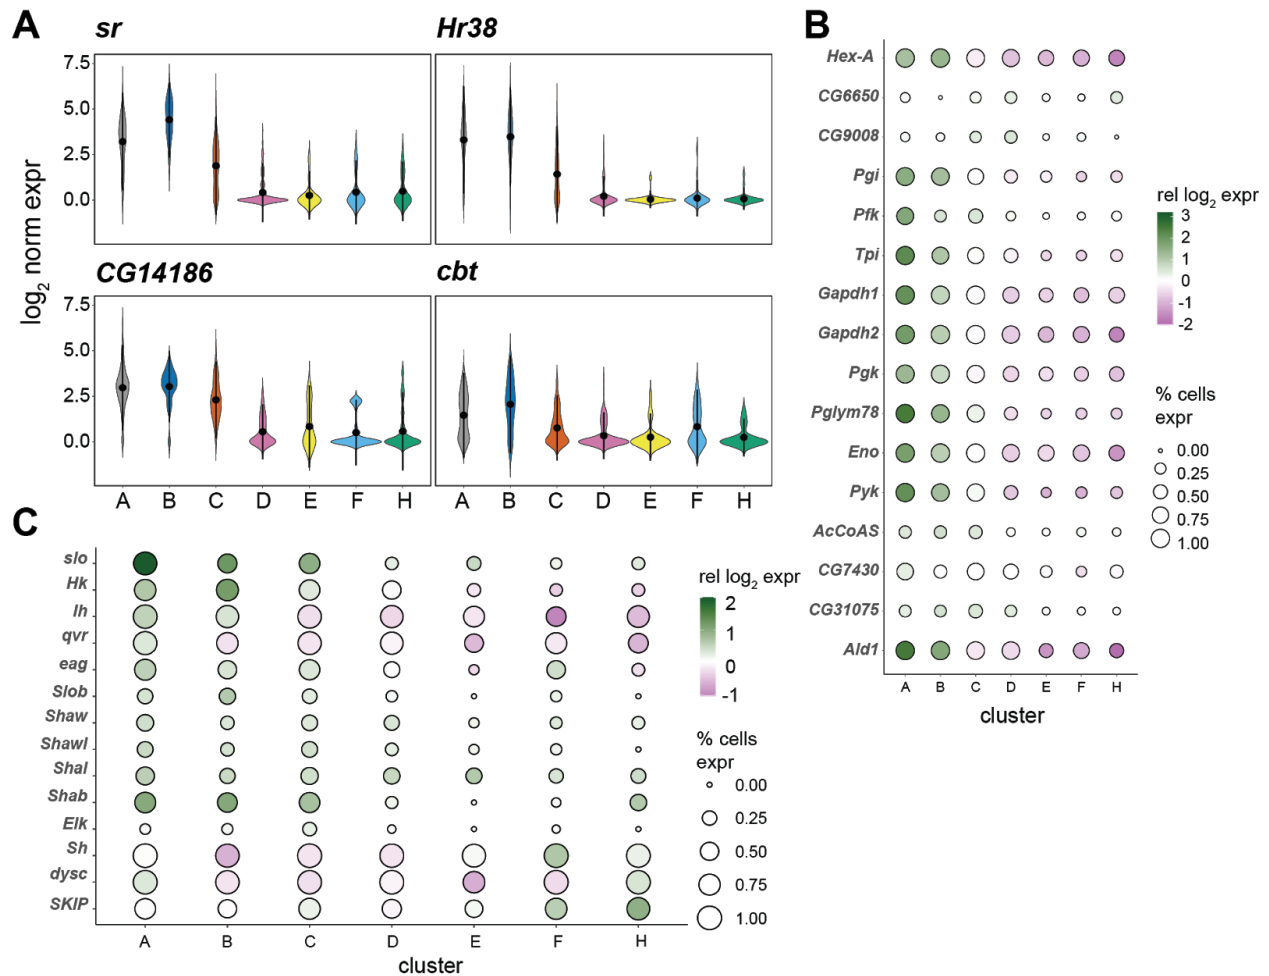 A
sr
Hr38
7.5
5.0
2.5
0.0
CG14186
cbt
7.5
5.0
2.5
0.0
log2 norm expr
A B C D E F H
A B C D E F H
B
Hex-A
CG6650
CG9008
Pgi
Pfk
Tpi
Gapdh1
Gapdh2
Pgk
Pglym78
Eno
Pyk
AcCoAS
CG7430
CG31075
Ald1
A B C D E F H
cluster
rel log2 expr
3
2
1
0
-1
-2
% cells
expr
0.00
0.25
0.50
0.75
1.00
C
slo
Hk
Ih
qvr
eag
Slob
Shaw
Shawl
Shal
Shab
Elk
Sh
dysc
SKIP
A B C D E F H
cluster
rel log2 expr
2
1
0
-1
% cells
expr
0.00
0.25
0.50
0.75
1.00